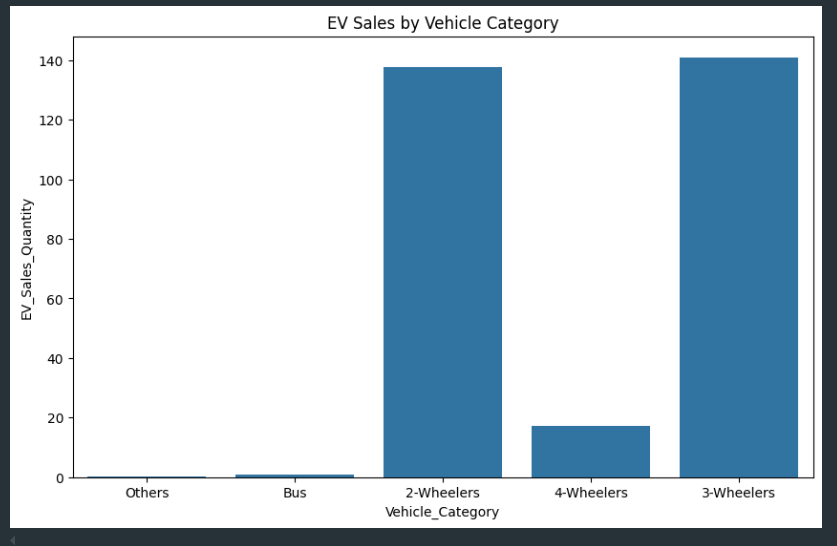 EV Sales by Vehicle Category
140
120
100
80
60
40
20
0
EV_Sales_Quantity
Others Bus 2-Wheelers 4-Wheelers 3-Wheelers
Vehicle_Category